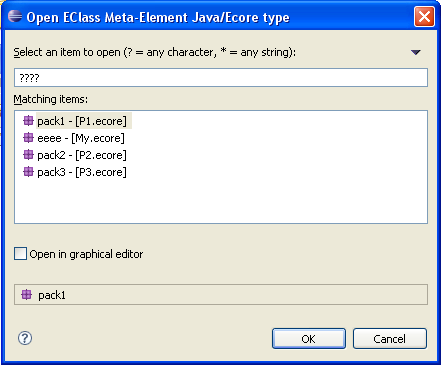 Open EClass Meta-Element Java/Ecore type
Select an item to open (? = any character, * = any string):
????
Matching items:
pack1 - [P1.ecore]
eeee - [My.ecore]
pack2 - [P2.ecore]
pack3 - [P3.ecore]
Open in graphical editor
pack1
OK
Cancel